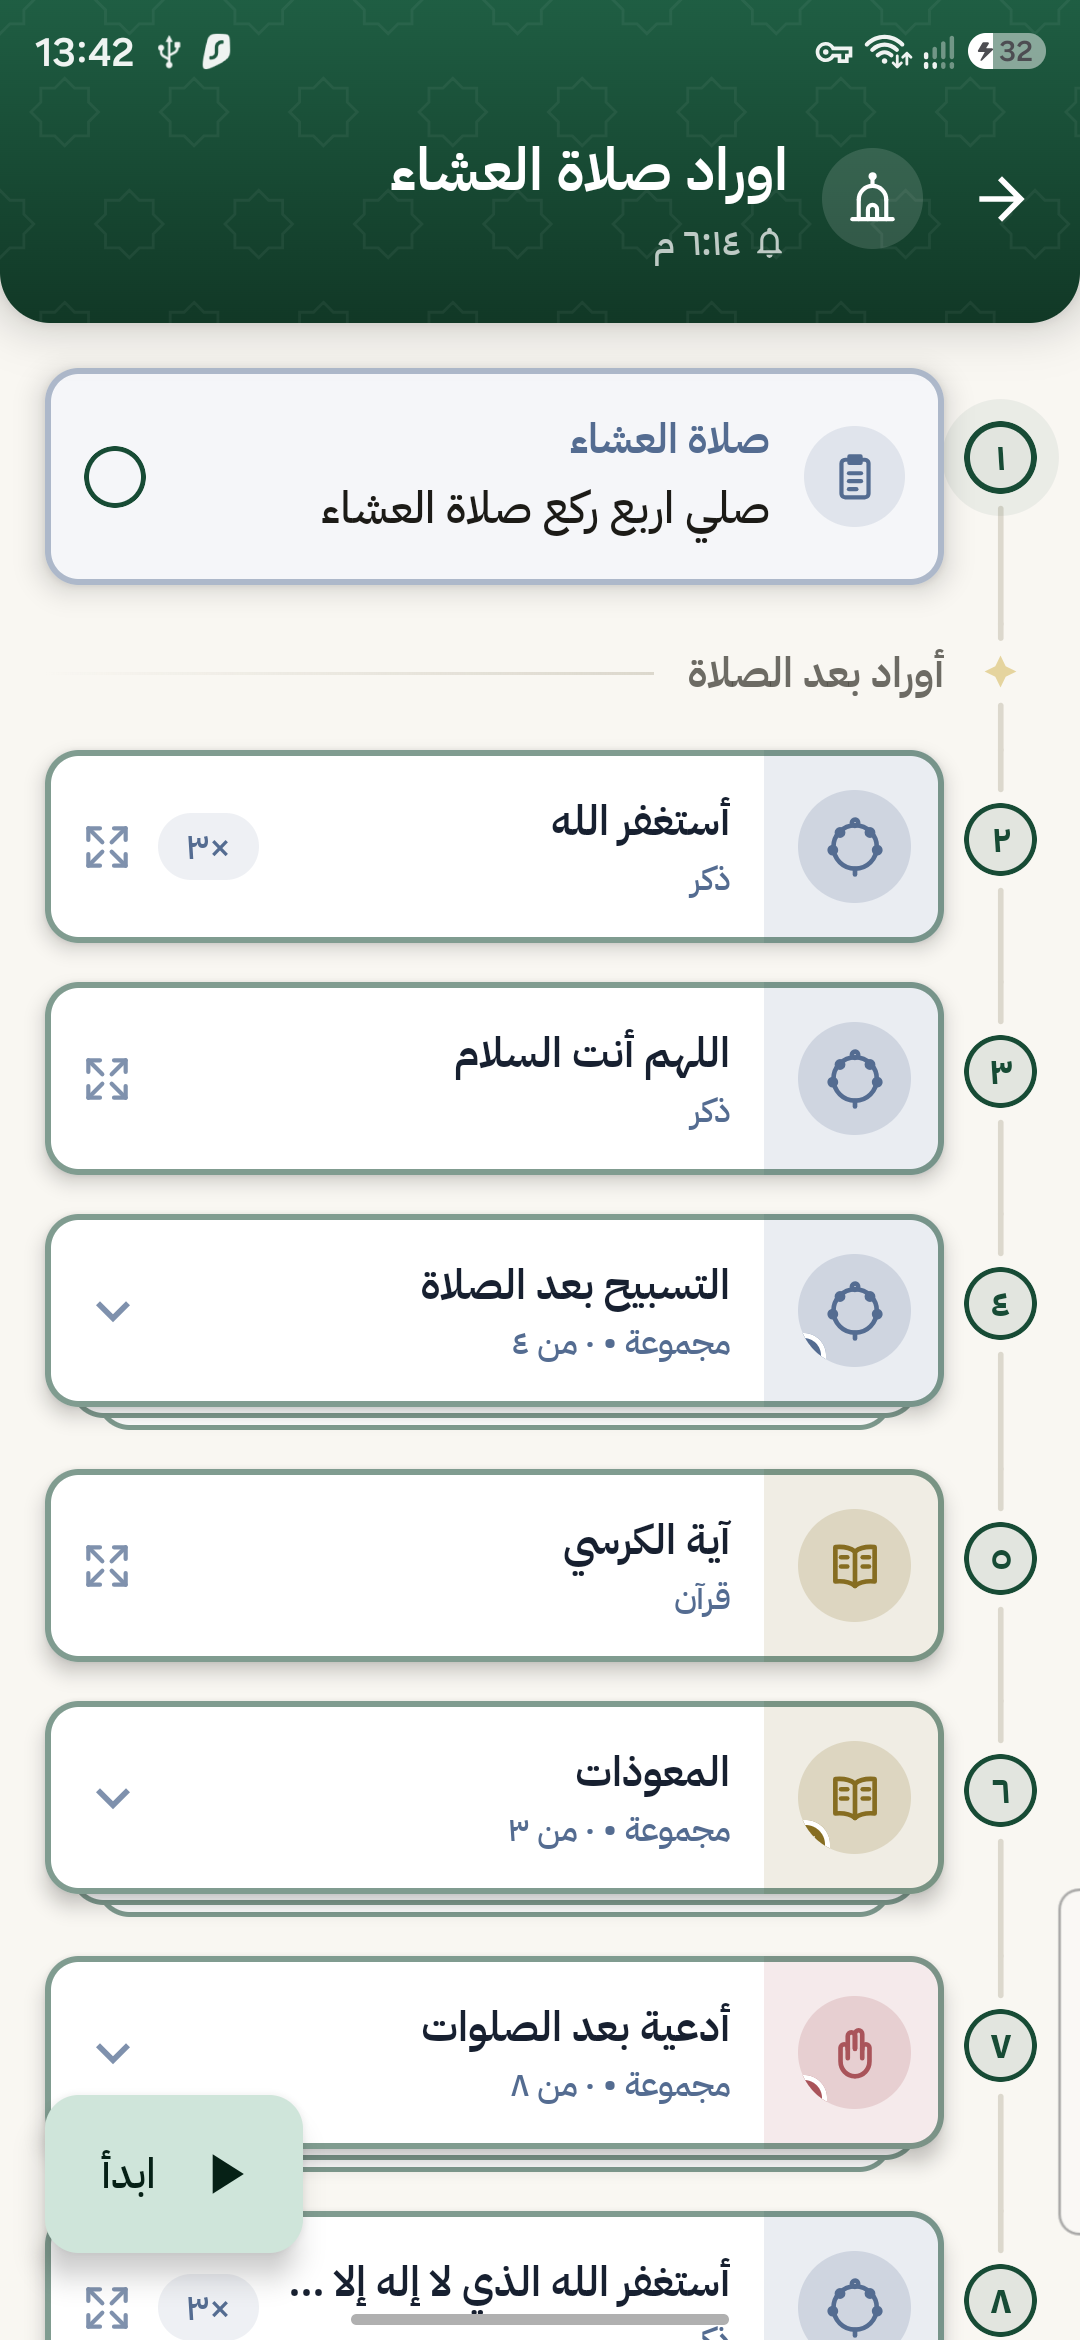 13:42
32
اوراد صلاة العشاء
٦:١٤ م
١
صلاة العشاء
صلي اربع ركع صلاة العشاء
أوراد بعد الصلاة
٢
أستغفر الله
ذكر
×٣
٣
اللهم أنت السلام
ذكر
٤
التسبيح بعد الصلاة
مجموعة • ٠ من ٤
٥
آية الكرسي
قرآن
٦
المعوذات
مجموعة • ٠ من ٣
٧
أدعية بعد الصلوات
مجموعة • ٠ من ٨
ابدأ
٨
أستغفر الله الذي لا إله إلا ...
ذكر
×٣